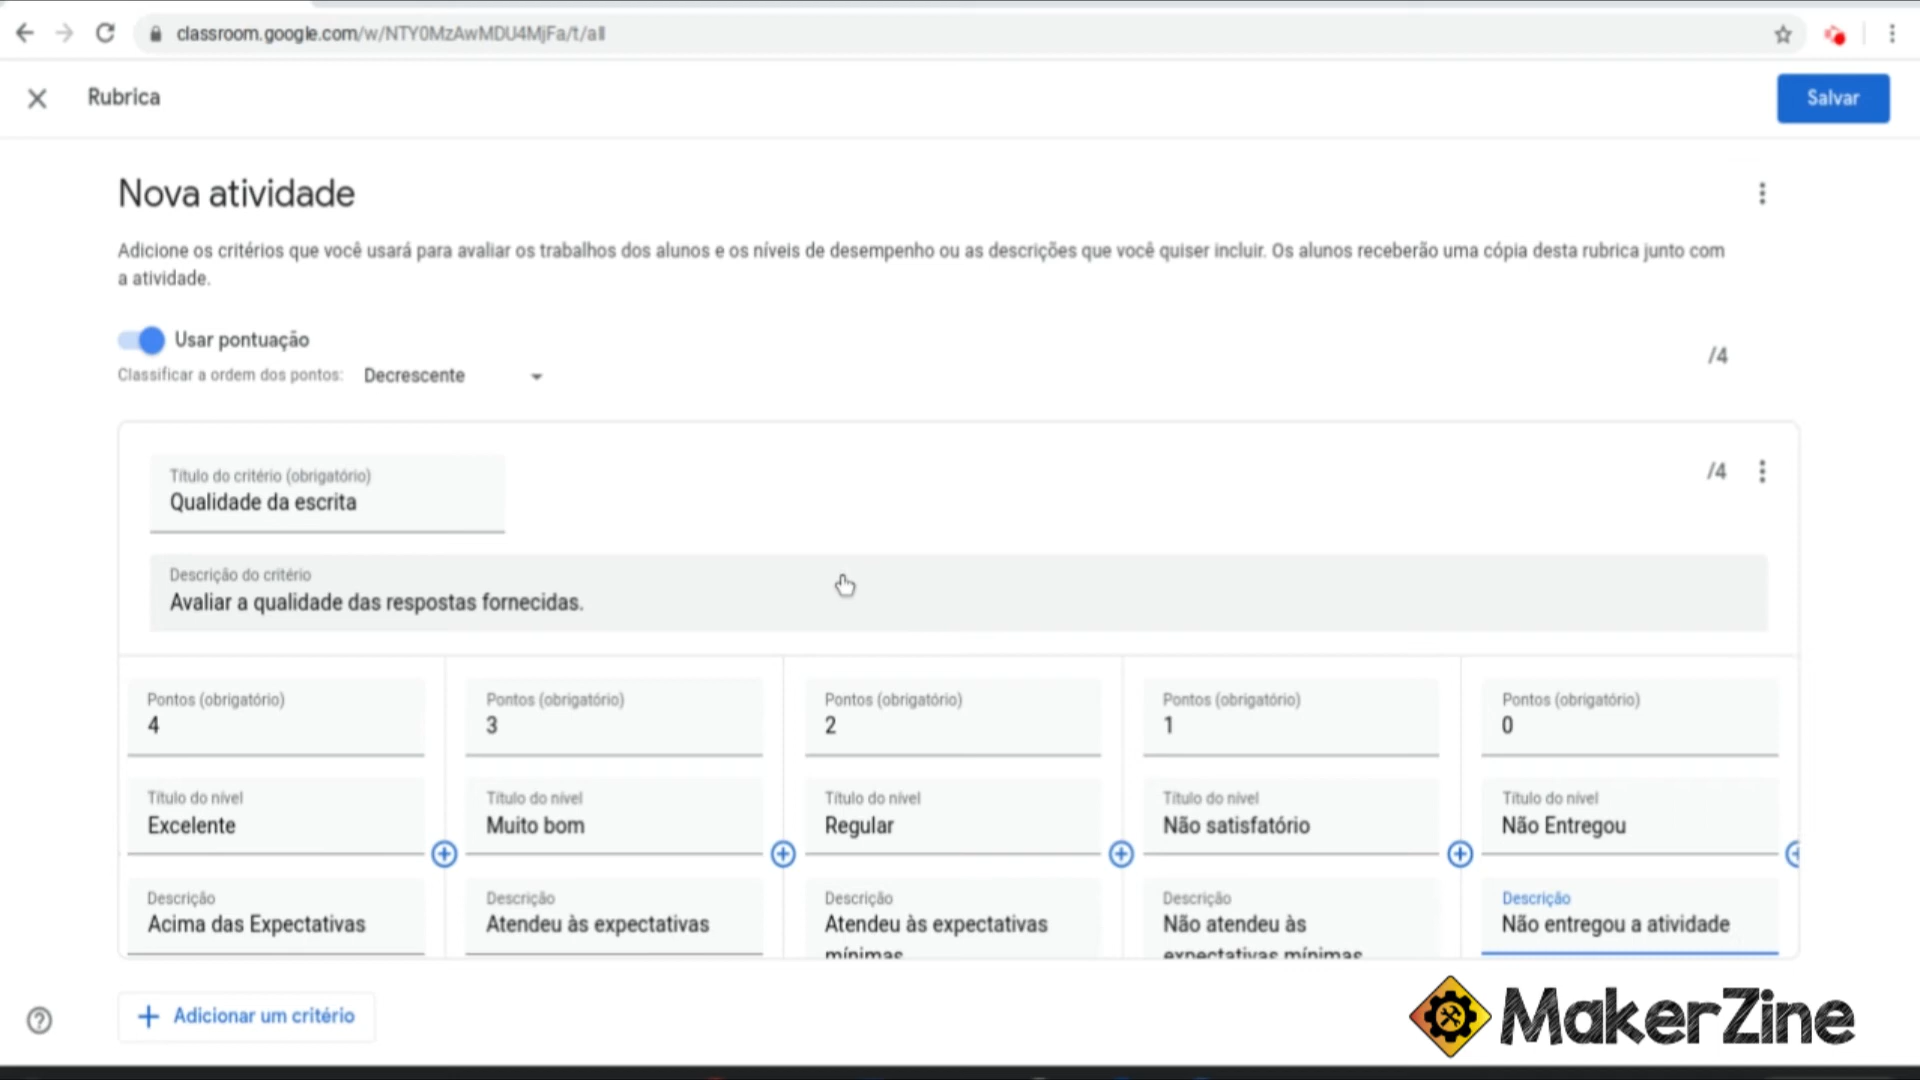 classroom.google.com/w/NTY0MzAwMDU4MjFa/t/all
Rubrica
Salvar
Nova atividade
Adicione os critérios que você usará para avaliar os trabalhos dos alunos e os níveis de desempenho ou as descrições que você quiser incluir. Os alunos receberão uma cópia desta rubrica junto com
a atividade.
Usar pontuação
/4
Classificar a ordem dos pontos: Decrescente
Título do critério (obrigatório)
/4
Qualidade da escrita
Descrição do critério
Avaliar a qualidade das respostas fornecidas.
Pontos (obrigatório) Pontos (obrigatório) Pontos (obrigatório) Pontos (obrigatório) Pontos (obrigatório)
4 3 2 1 0
Título do nível Título do nível Título do nível Título do nível Título do nível
Excelente Muito bom Regular Não satisfatório Não Entregou
Descrição Descrição Descrição Descrição Descrição
Acima das Expectativas Atendeu às expectativas Atendeu às expectativas Não atendeu às Não entregou a atividade
mínimas expectativas mínimas
Adicionar um critério
MakerZine